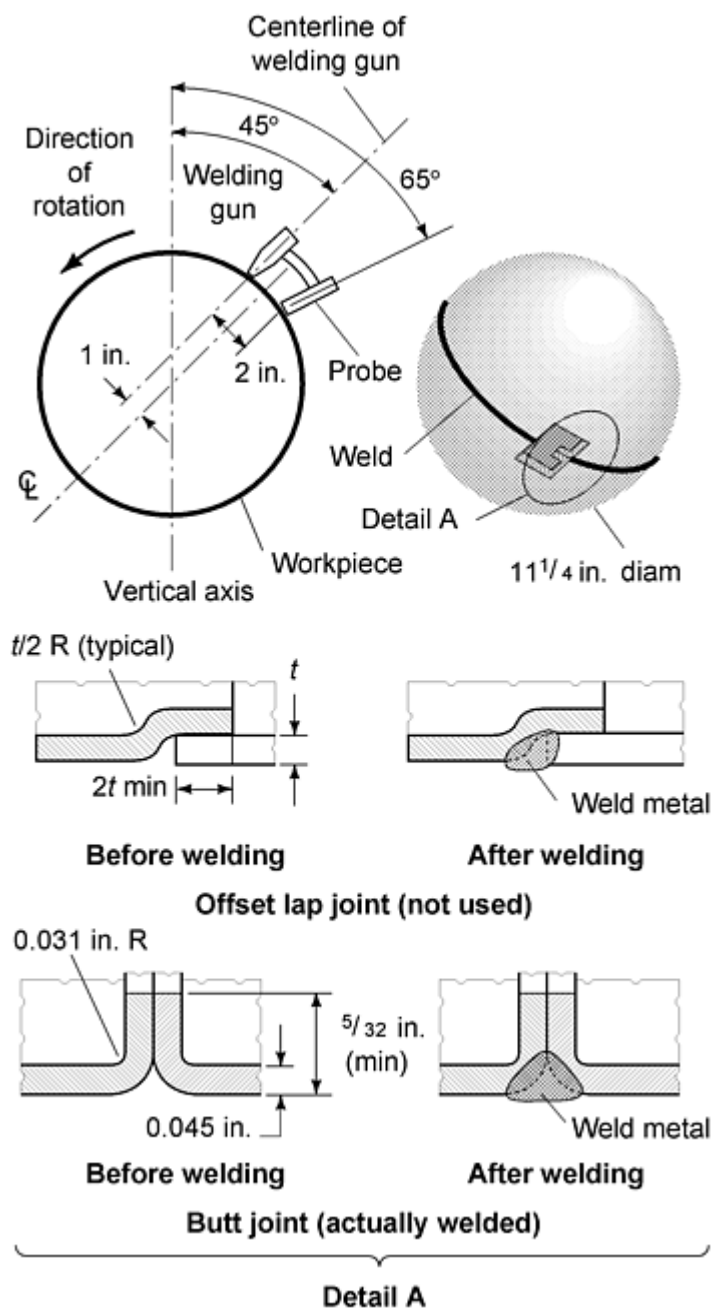 Centerline of
welding gun
45°
Direction
of
rotation
Welding
gun
65°
1 in.
2 in.
Probe
Weld
℄
Detail A
Workpiece
Vertical axis
11 1/4 in. diam
t/2 R (typical)
t
2t min
Weld metal
Before welding
After welding
Offset lap joint (not used)
0.031 in. R
5/32 in.
(min)
0.045 in.
Weld metal
Before welding
After welding
Butt joint (actually welded)
Detail A